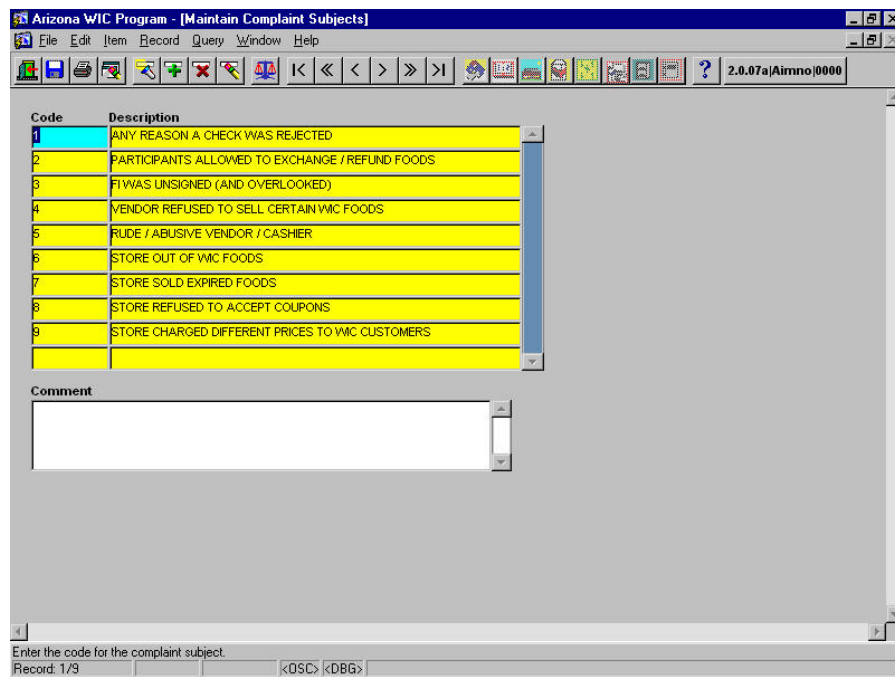 Arizona WIC Program - [Maintain Complaint Subjects]
File Edit Item Record Query Window Help
2.0.07a|Aimno|0000
Code Description
1 ANY REASON A CHECK WAS REJECTED
2 PARTICIPANTS ALLOWED TO EXCHANGE / REFUND FOODS
3 FI WAS UNSIGNED (AND OVERLOOKED)
4 VENDOR REFUSED TO SELL CERTAIN WIC FOODS
5 RUDE / ABUSIVE VENDOR / CASHIER
6 STORE OUT OF WIC FOODS
7 STORE SOLD EXPIRED FOODS
8 STORE REFUSED TO ACCEPT COUPONS
9 STORE CHARGED DIFFERENT PRICES TO WIC CUSTOMERS
Comment
Enter the code for the complaint subject.
Record: 1/9 <OSC> <DBG>